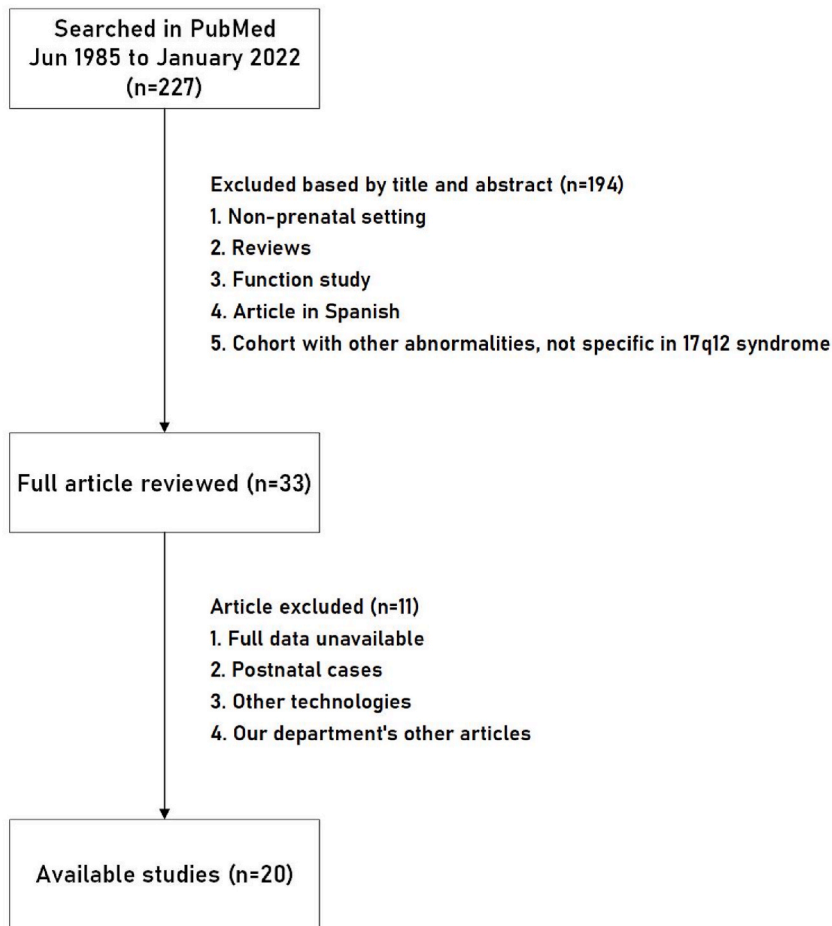 Searched in PubMed
Jun 1985 to January 2022
(n=227)
Excluded based by title and abstract (n=194)
1. Non-prenatal setting
2. Reviews
3. Function study
4. Article in Spanish
5. Cohort with other abnormalities, not specific in 17q12 syndrome
Full article reviewed (n=33)
Article excluded (n=11)
1. Full data unavailable
2. Postnatal cases
3. Other technologies
4. Our department's other articles
Available studies (n=20)